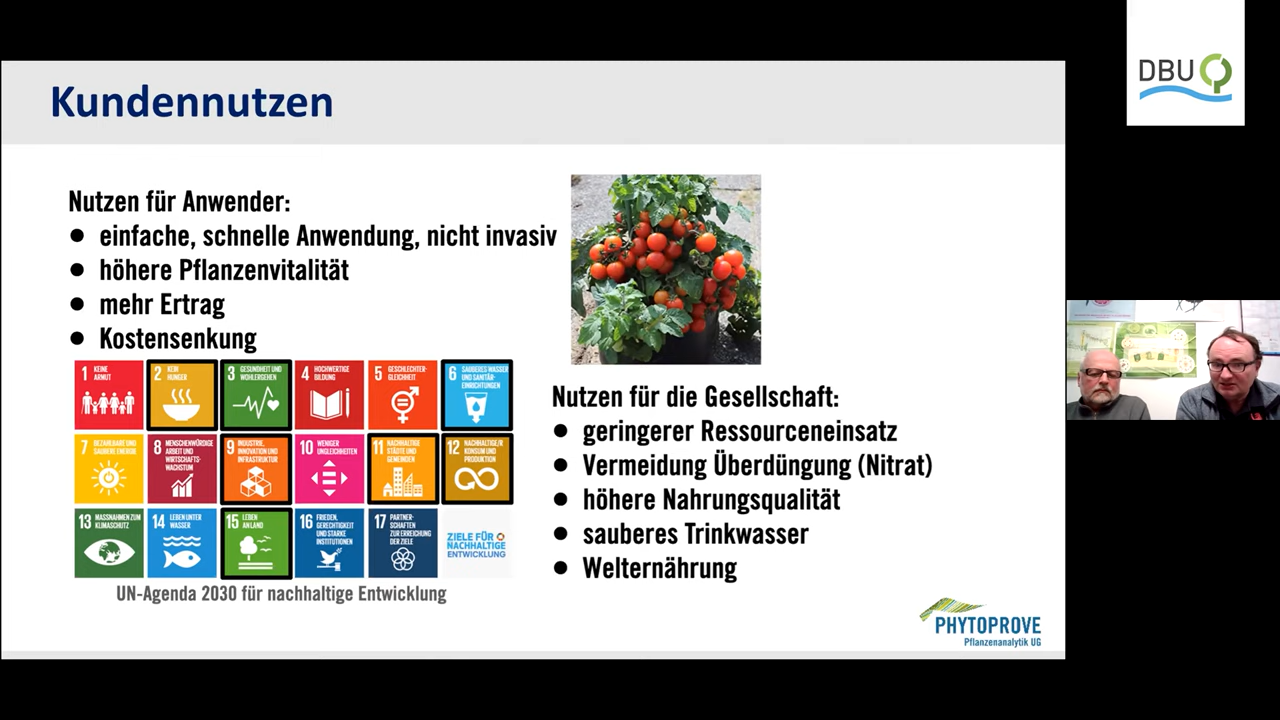 Kundennutzen
DBU
Nutzen für Anwender:
● einfache, schnelle Anwendung, nicht invasiv
● höhere Pflanzenvitalität
● mehr Ertrag
● Kostensenkung
1 KEINE
ARMUT
2 KEIN
HUNGER
3 GESUNDHEIT UND
WOHLERGEHEN
4 HOCHWERTIGE
BILDUNG
5 GESCHLECHTER-
GLEICHHEIT
6 SAUBERES WASSER
UND SANITÄR-
EINRICHTUNGEN
7 BEZAHLBARE UND
SAUBERE ENERGIE
8 MENSCHENWÜRDIGE
ARBEIT UND
WIRTSCHAFTS-
WACHSTUM
9 INDUSTRIE,
INNOVATION UND
INFRASTRUKTUR
10 WENIGER
UNGLEICHHEITEN
11 NACHHALTIGE
STÄDTE UND
GEMEINDEN
12 NACHHALTIGE/R
KONSUM UND
PRODUKTION
13 MASSNAHMEN ZUM
KLIMASCHUTZ
14 LEBEN UNTER
WASSER
15 LEBEN
AN LAND
16 FRIEDEN,
GERECHTIGKEIT
UND STARKE
INSTITUTIONEN
17 PARTNER-
SCHAFTEN
ZUR ERREICHUNG
DER ZIELE
ZIELE FÜR
NACHHALTIGE
ENTWICKLUNG
UN-Agenda 2030 für nachhaltige Entwicklung
Nutzen für die Gesellschaft:
● geringerer Ressourceneinsatz
● Vermeidung Überdüngung (Nitrat)
● höhere Nahrungsqualität
● sauberes Trinkwasser
● Welternährung
PHYTOPROVE
Pflanzenanalytik UG